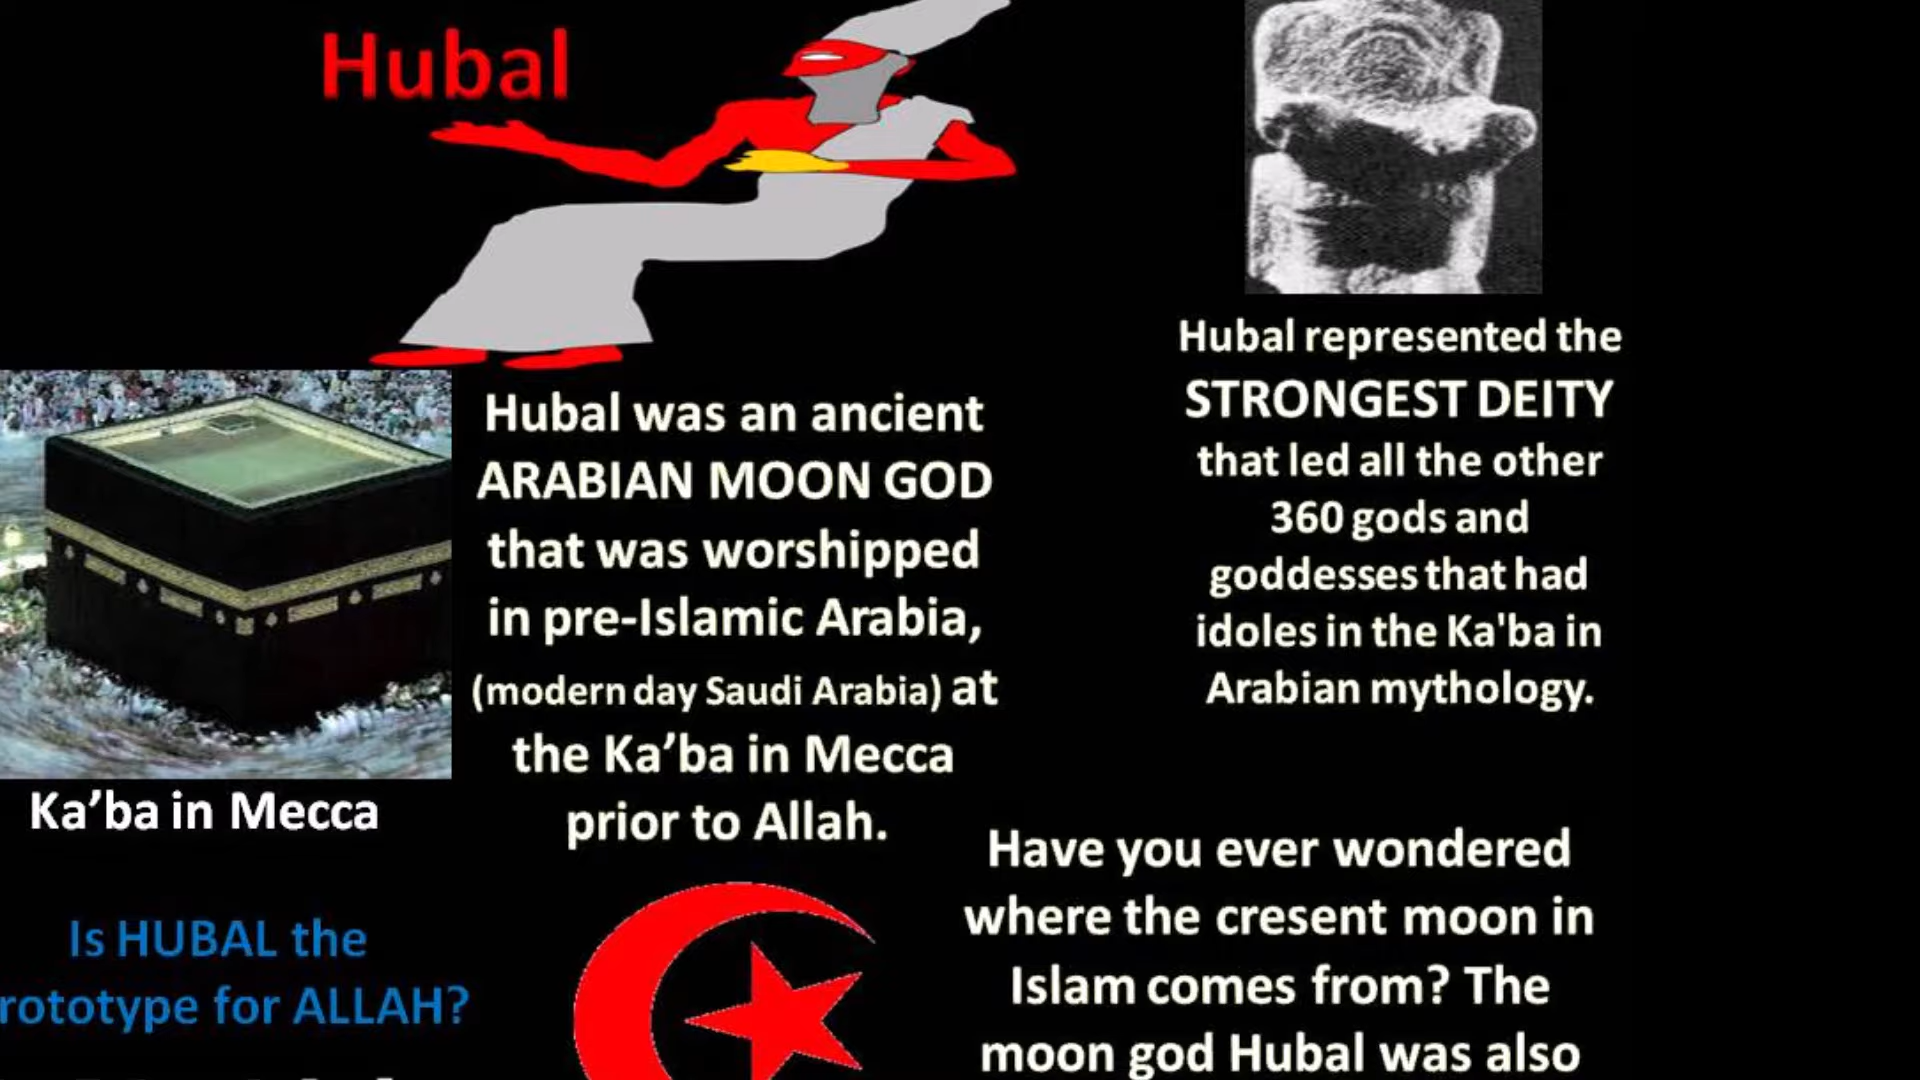 Hubal
Hubal represented the
STRONGEST DEITY
that led all the other
360 gods and
goddesses that had
idoles in the Ka'ba in
Arabian mythology.
Hubal was an ancient
ARABIAN MOON GOD
that was worshipped
in pre-Islamic Arabia,
(modern day Saudi Arabia) at
the Ka’ba in Mecca
prior to Allah.
Ka’ba in Mecca
Is HUBAL the
rototype for ALLAH?
Have you ever wondered
where the cresent moon in
Islam comes from? The
moon god Hubal was also